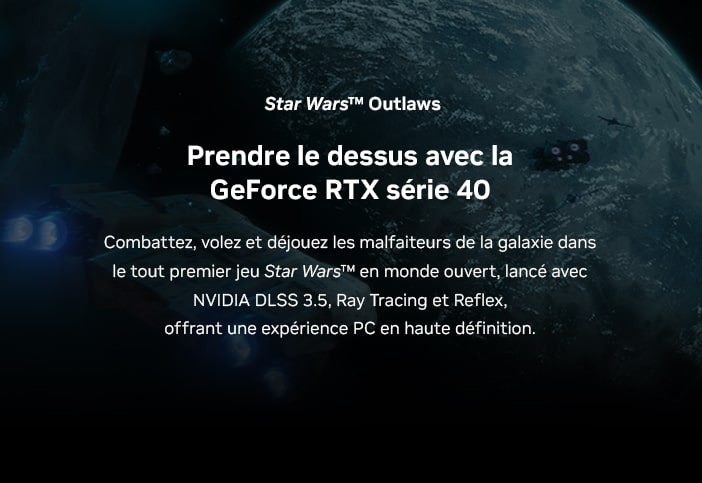 Star Wars™ Outlaws
Prendre le dessus avec la
GeForce RTX série 40
Combattez, volez et déjouez les malfaiteurs de la galaxie dans
le tout premier jeu Star Wars™ en monde ouvert, lancé avec
NVIDIA DLSS 3.5, Ray Tracing et Reflex,
offrant une expérience PC en haute définition.